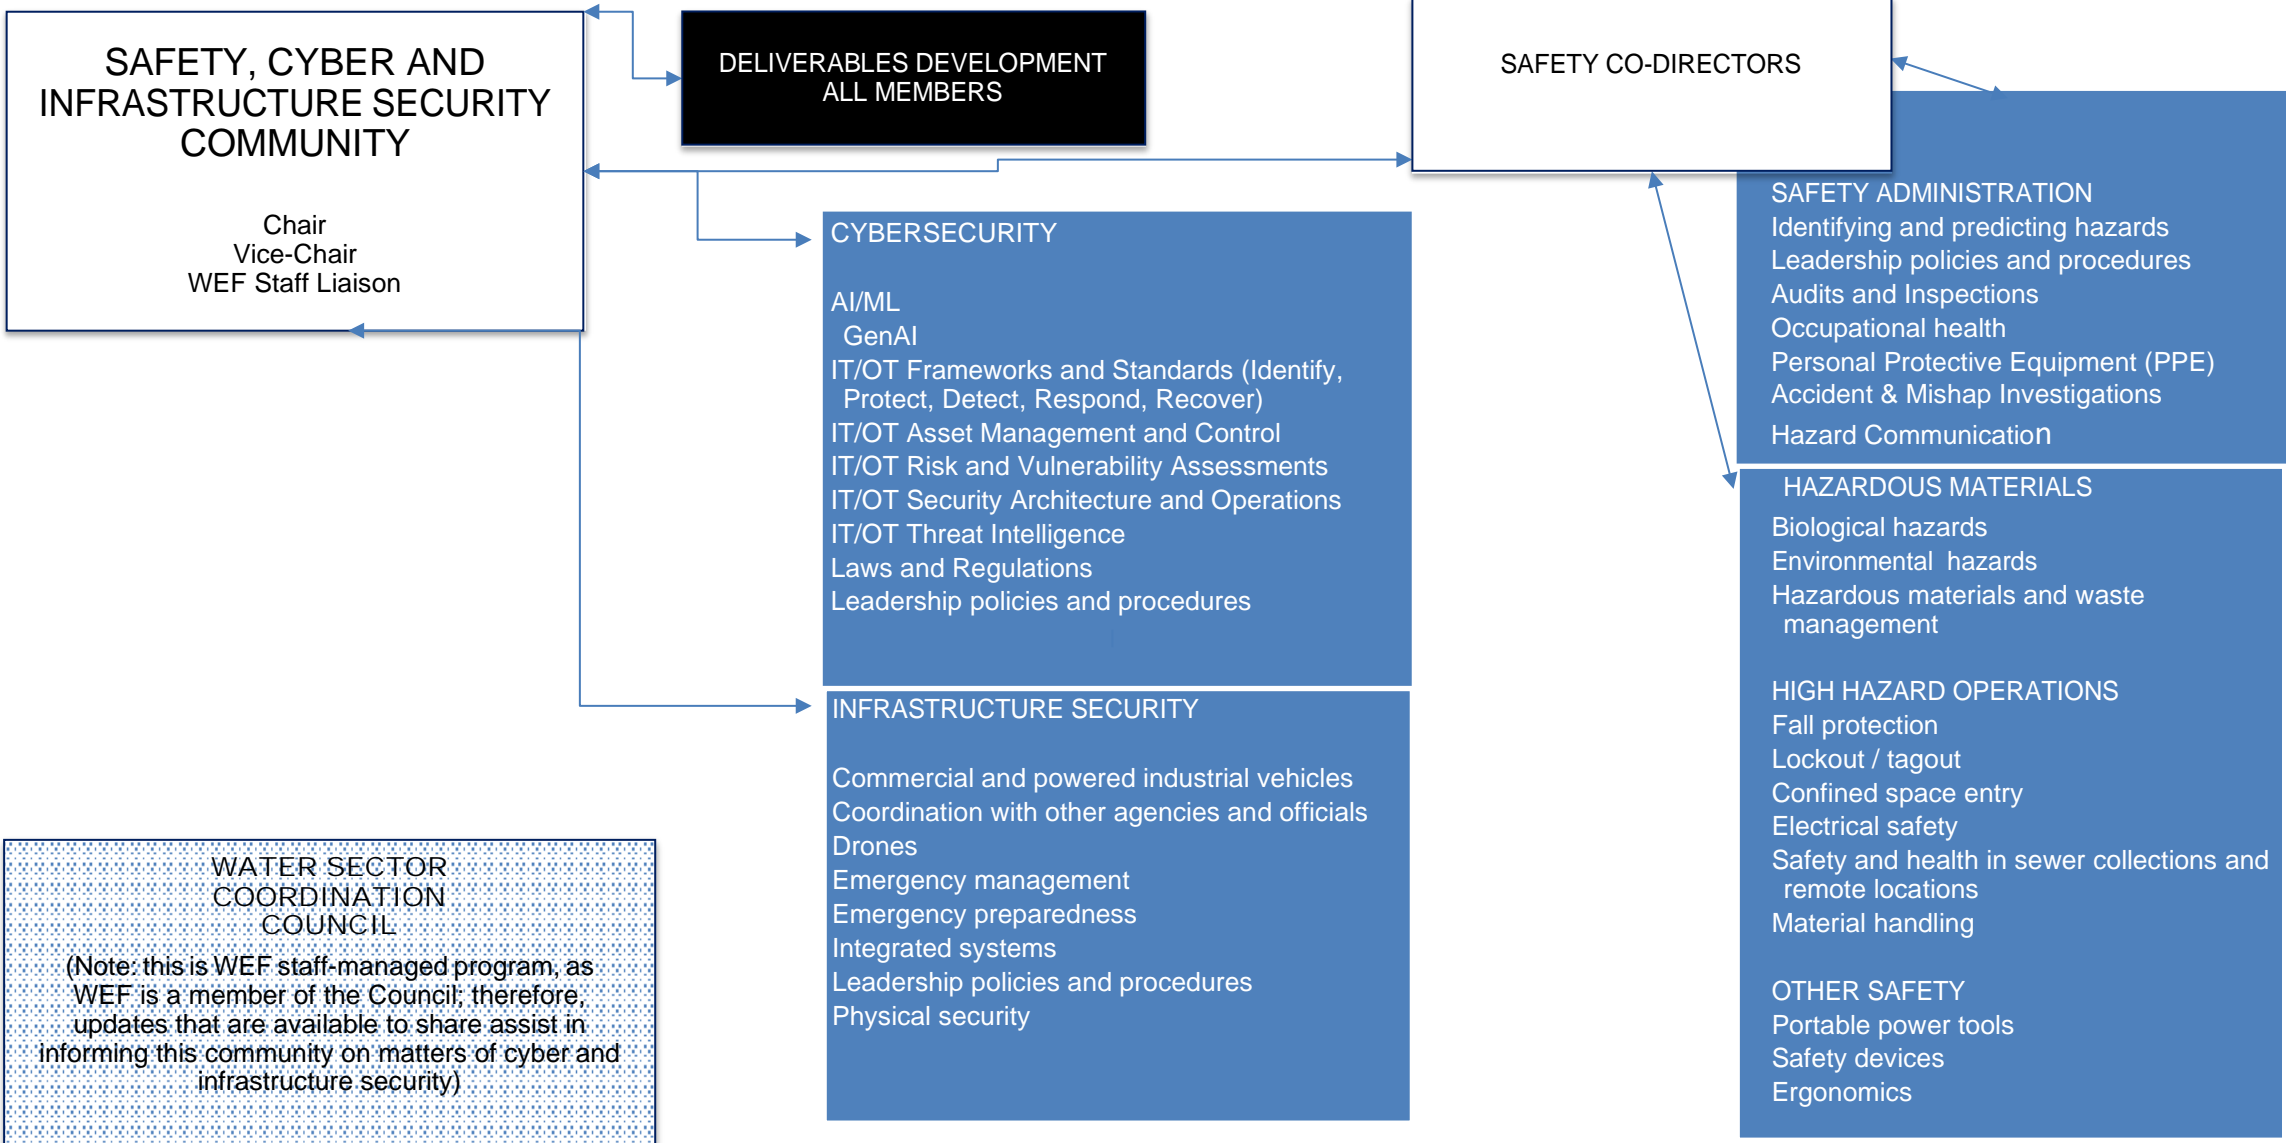 SAFETY, CYBER AND
INFRASTRUCTURE SECURITY
COMMUNITY
Chair
Vice-Chair
WEF Staff Liaison
DELIVERABLES DEVELOPMENT
ALL MEMBERS
SAFETY CO-DIRECTORS
CYBERSECURITY
AI/ML
GenAI
IT/OT Frameworks and Standards (Identify,
Protect, Detect, Respond, Recover)
IT/OT Asset Management and Control
IT/OT Risk and Vulnerability Assessments
IT/OT Security Architecture and Operations
IT/OT Threat Intelligence
Laws and Regulations
Leadership policies and procedures
INFRASTRUCTURE SECURITY
Commercial and powered industrial vehicles
Coordination with other agencies and officials
Drones
Emergency management
Emergency preparedness
Integrated systems
Leadership policies and procedures
Physical security
SAFETY ADMINISTRATION
Identifying and predicting hazards
Leadership policies and procedures
Audits and Inspections
Occupational health
Personal Protective Equipment (PPE)
Accident & Mishap Investigations
Hazard Communication
HAZARDOUS MATERIALS
Biological hazards
Environmental hazards
Hazardous materials and waste
management
HIGH HAZARD OPERATIONS
Fall protection
Lockout / tagout
Confined space entry
Electrical safety
Safety and health in sewer collections and
remote locations
Material handling
OTHER SAFETY
Portable power tools
Safety devices
Ergonomics
WATER SECTOR
COORDINATION
COUNCIL
(Note: this is WEF staff-managed program, as
WEF is a member of the Council; therefore,
updates that are available to share assist in
informing this community on matters of cyber and
infrastructure security)